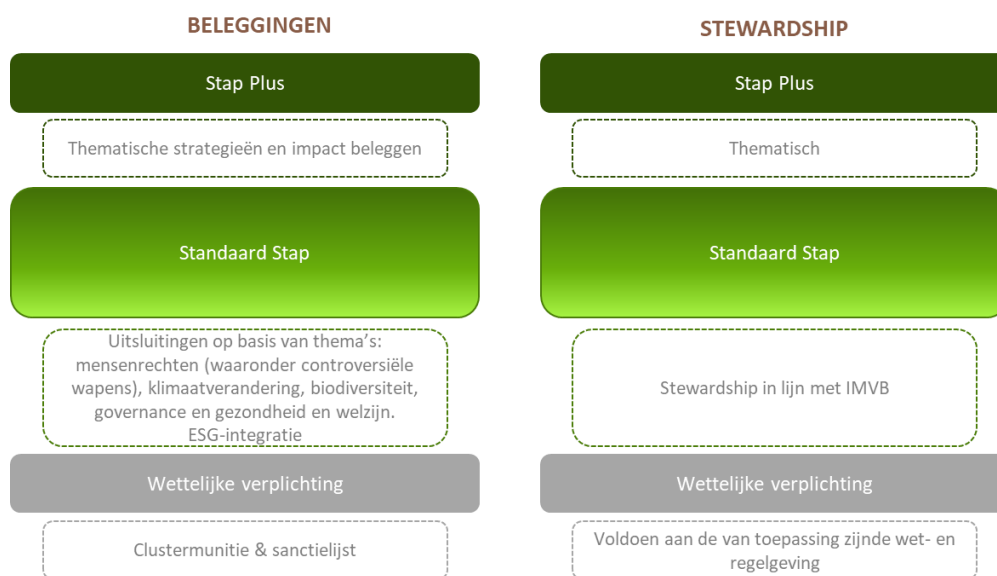 BELEGGINGEN
Stap Plus
Thematische strategieën en impact beleggen
Standaard Stap
Uitsluitingen op basis van thema's:
mensenrechten (waaronder controversiële
wapens), klimaatverandering, biodiversiteit,
governance en gezondheid en welzijn.
ESG-integratie
Wettelijke verplichting
Clustermunitie & sanctielijst
STEWARDSHIP
Stap Plus
Thematisch
Standaard Stap
Stewardship in lijn met IMVB
Wettelijke verplichting
Voldoen aan de van toepassing zijnde wet- en
regelgeving